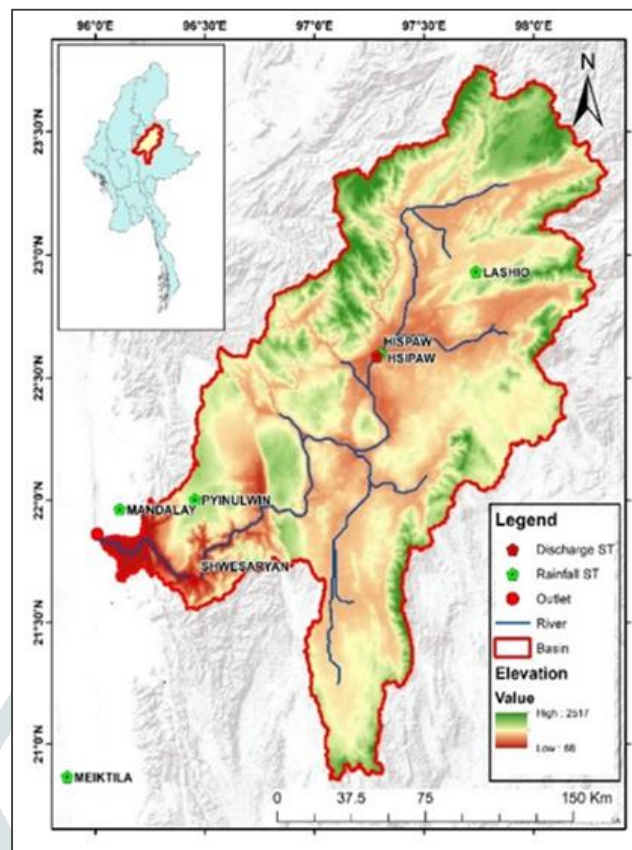 96°0'E 96°30'E 97°0'E 97°30'E 98°0'E
N
23°30'N
23°0'N
LASHIO
HISPAW
HSIPAW
22°30'N
22°0'N
PYINULWIN
MANDALAY
SHWESARYAN
21°30'N
21°0'N
MEIKTILA
Legend
Discharge ST
Rainfall ST
Outlet
River
Basin
Elevation
Value
High : 2517
Low : 66
0 37.5 75 150 Km